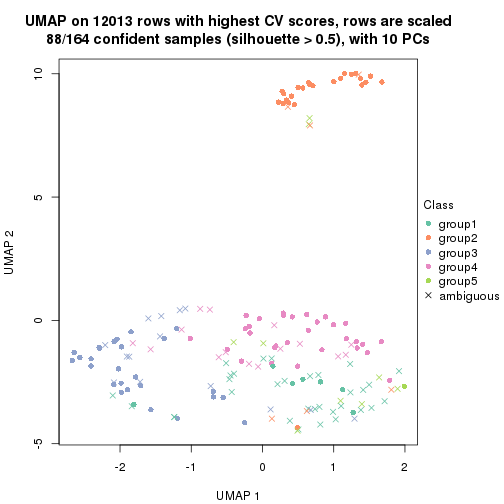 UMAP on 12013 rows with highest CV scores, rows are scaled
88/164 confident samples (silhouette > 0.5), with 10 PCs
10
5
0
-5
UMAP 2
-2
-1
0
1
2
UMAP 1
Class
group1
group2
group3
group4
group5
ambiguous